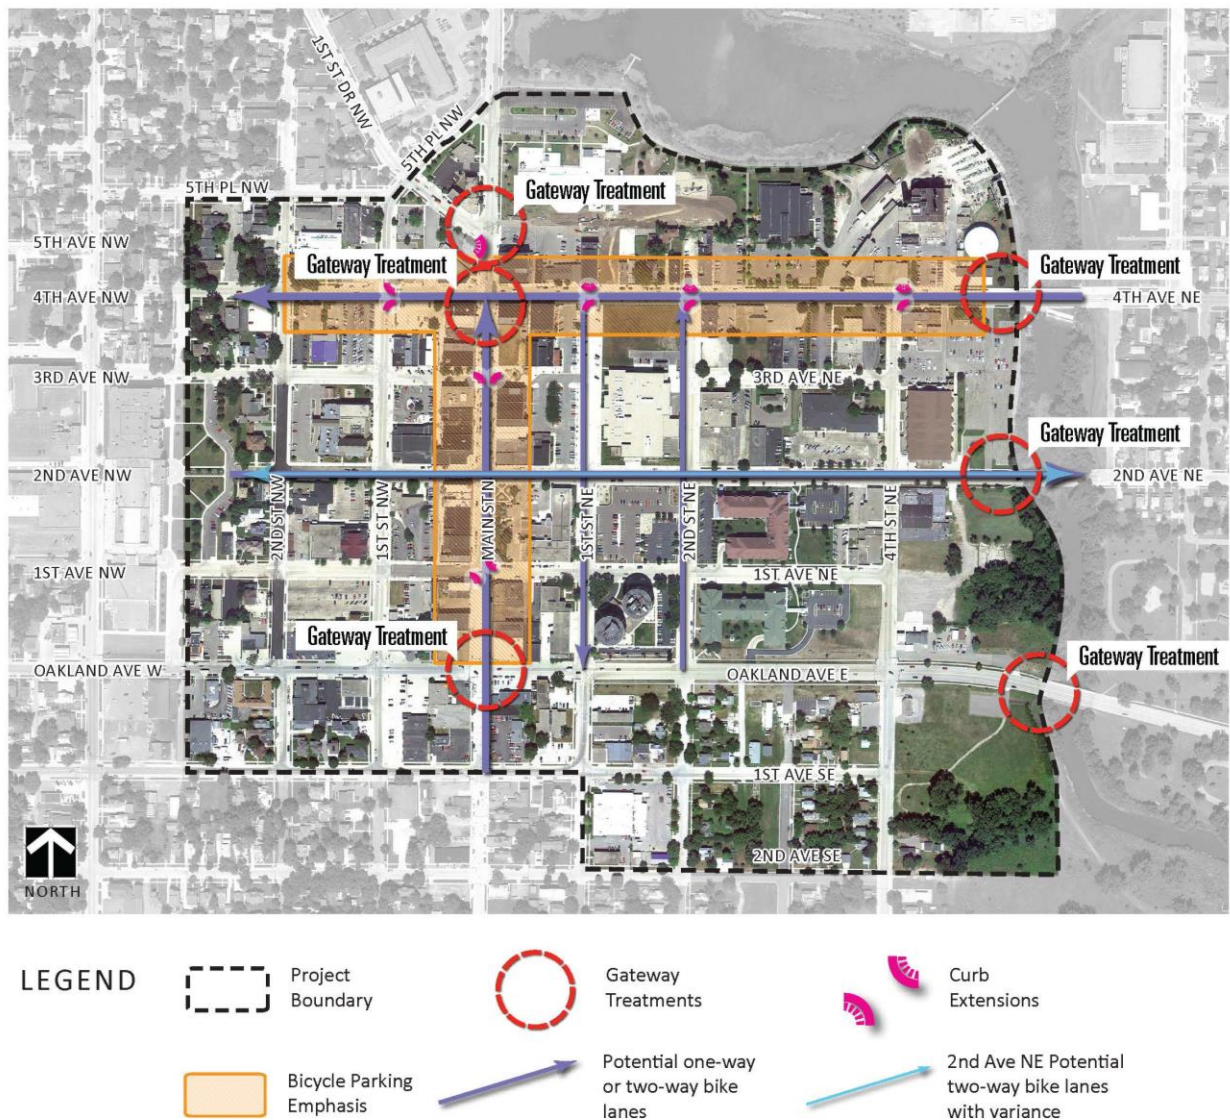 1ST ST DR NW
5TH PL NW
5TH PL NW
Gateway Treatment
5TH AVE NW
Gateway Treatment
Gateway Treatment
4TH AVE NW
4TH AVE NE
3RD AVE NW
3RD AVE NE
Gateway Treatment
2ND AVE NW
2ND AVE NE
2ND ST NW
1ST ST NW
MAIN ST N
1ST ST NE
2ND ST NE
4TH ST NE
1ST AVE NW
1ST AVE NE
Gateway Treatment
Gateway Treatment
OAKLAND AVE W
OAKLAND AVE E
1ST AVE SE
2ND AVE SE
NORTH
LEGEND
Project
Boundary
Gateway
Treatments
Curb
Extensions
Bicycle Parking
Emphasis
Potential one-way
or two-way bike
lanes
2nd Ave NE Potential
two-way bike lanes
with variance